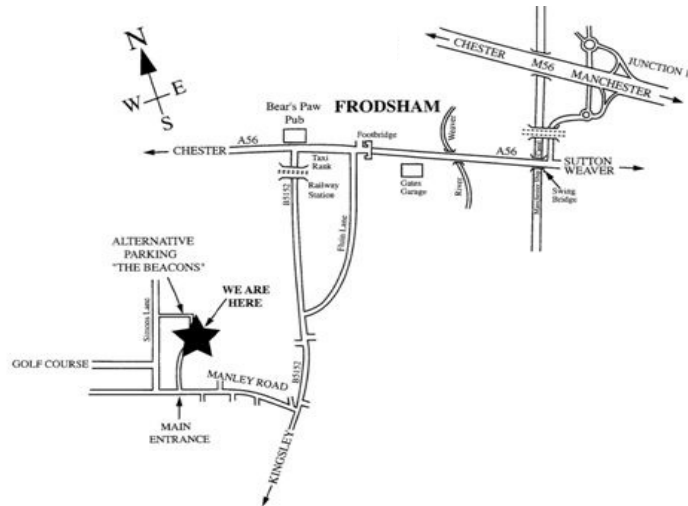 N
W
E
S
CHESTER
M56
MANCHESTER
JUNCTION
Bear's Paw
Pub
FRODSHAM
Footbridge
Weaver
A56
CHESTER
Taxi
Rank
Railway
Station
B5152
A56
SUTTON
WEAVER
Gates
Garage
River
Swing
Bridge
Fluin Lane
ALTERNATIVE
PARKING
"THE BEACONS"
WE ARE
HERE
Simons Lane
GOLF COURSE
MANLEY ROAD
B5152
MAIN
ENTRANCE
KINGSLEY